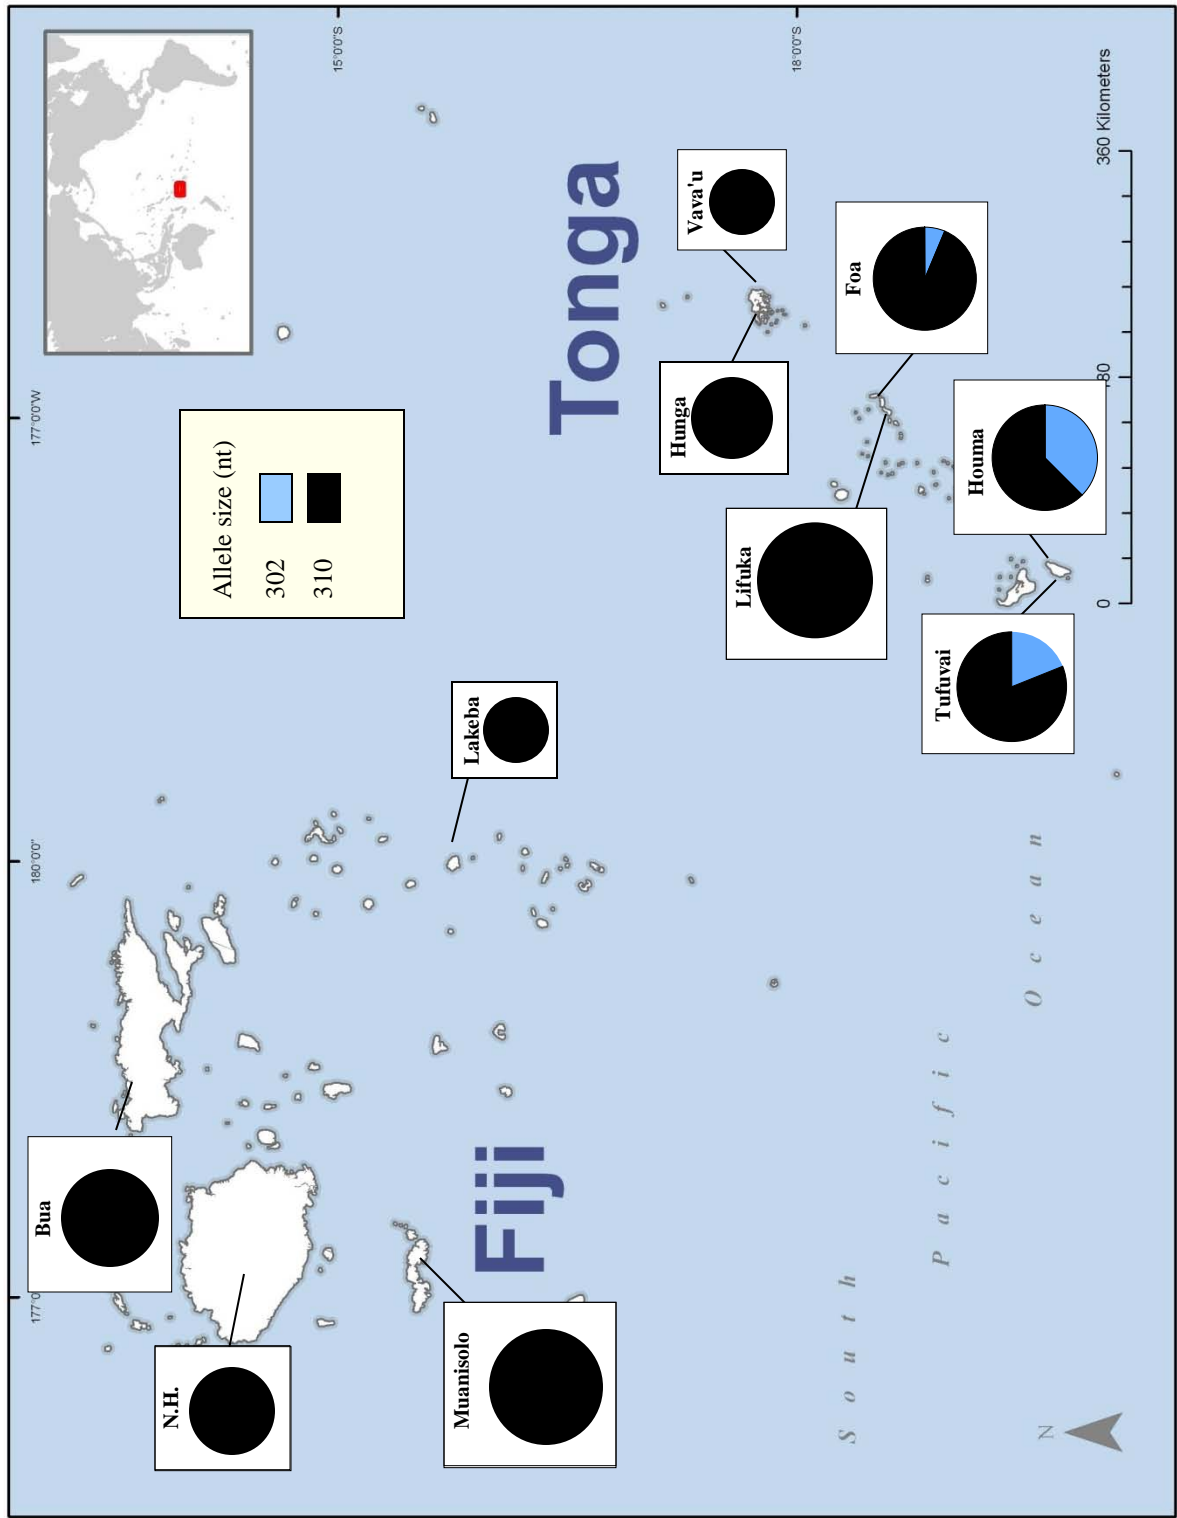 177°0'0"W
180°0'0"
177°0
15°0'0"S
18°0'0"S
Allele size (nt)
302
310
Bua
N.H.
Muanisolo
Fiji
Lakeba
Tonga
Vava'u
Hunga
Foa
Lifuka
Houma
Tufuvai
South
Pacific
Ocean
N
0
80
360 Kilometers